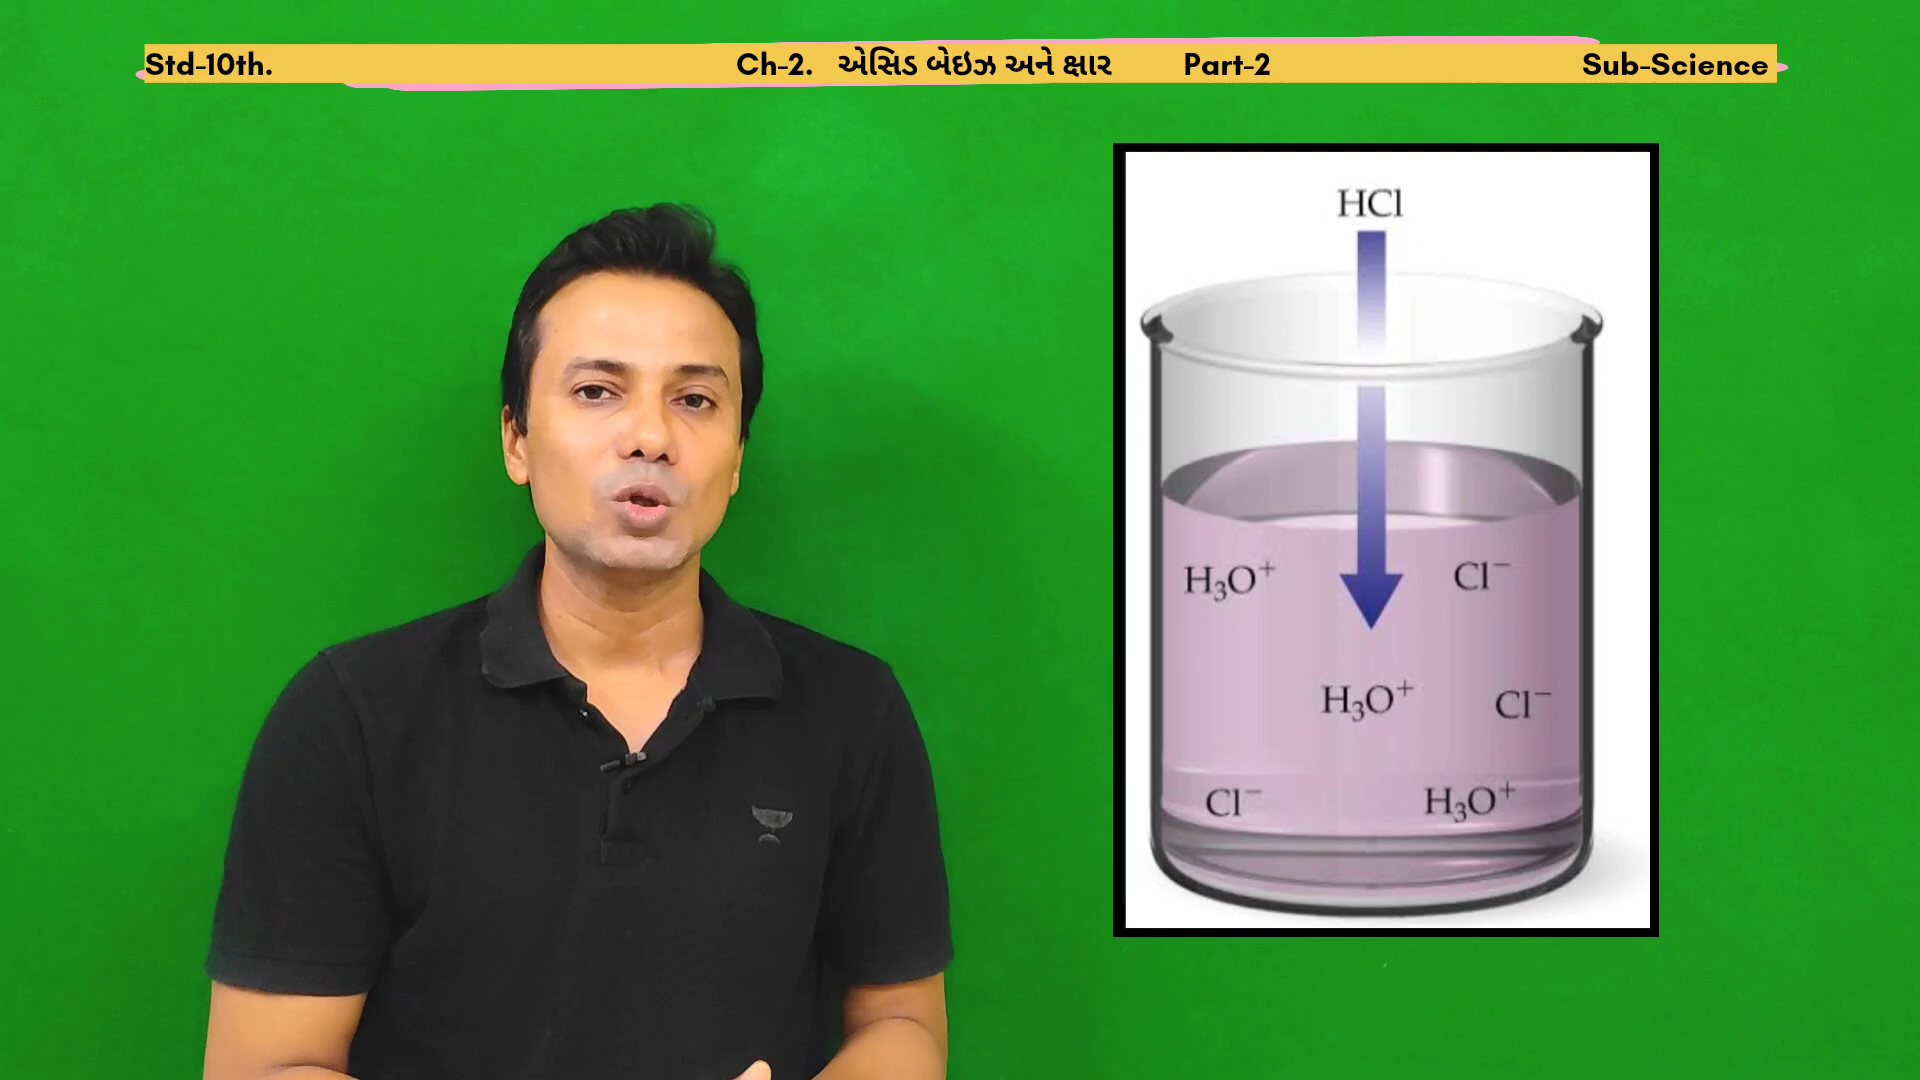 Std-10th. Ch-2. એસિડ બેઇઝ અને ક્ષાર Part-2 Sub-Science
HCl
H₃O⁺ Cl⁻
H₃O⁺ Cl⁻
Cl⁻ H₃O⁺